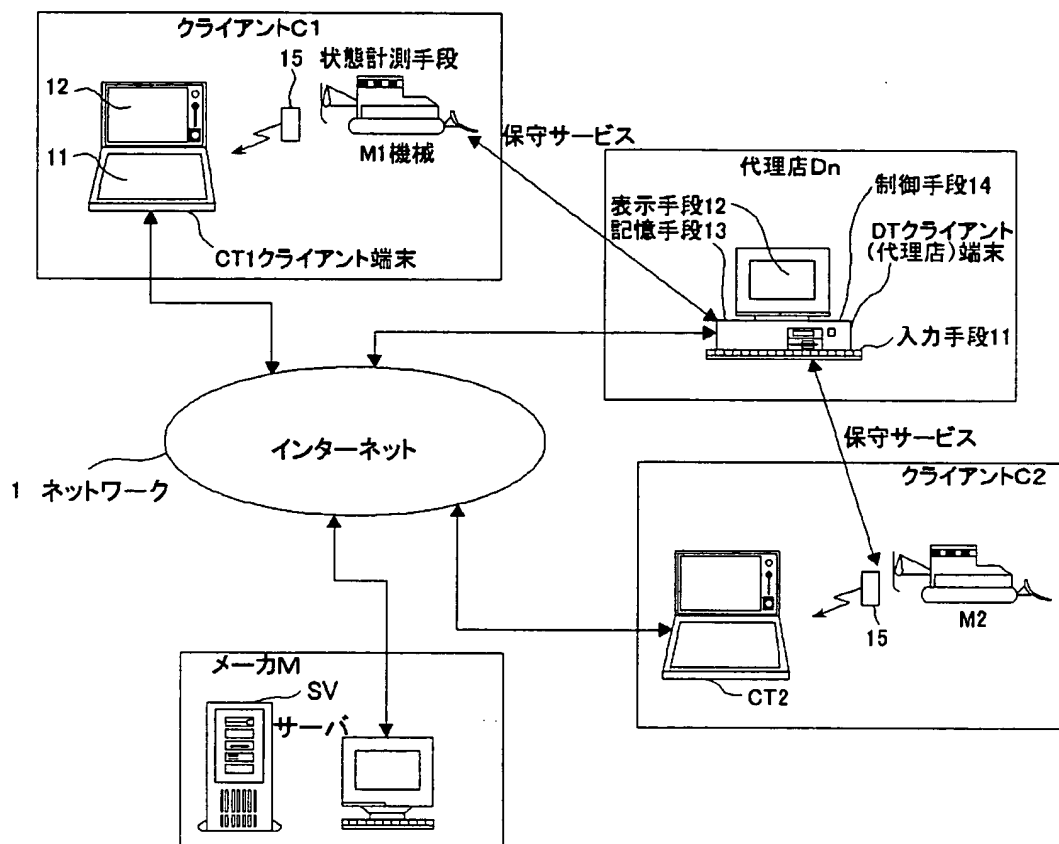 クライアントC1
15 状態計測手段
12
11
M1機械
CT1クライアント端末
保守サービス
代理店Dn
制御手段14
表示手段12
記憶手段13
DTクライアント
(代理店)端末
入力手段11
インターネット
1 ネットワーク
保守サービス
クライアントC2
15
M2
CT2
メーカM
SV
サーバ